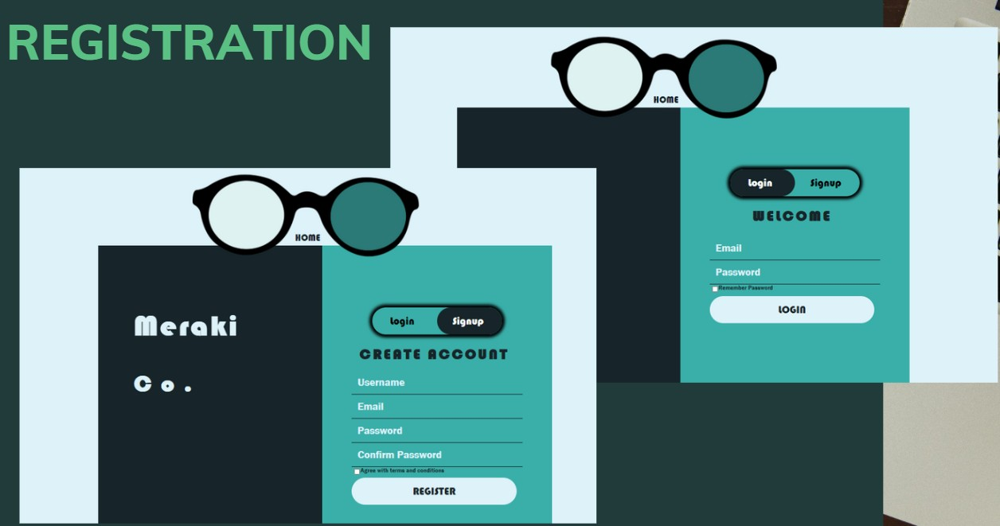 REGISTRATION
HOME
Login Signup
WELCOME
Email
Password
Remember Password
LOGIN
HOME
Meraki
Co.
Login Signup
CREATE ACCOUNT
Username
Email
Password
Confirm Password
Agree with terms and conditions
REGISTER